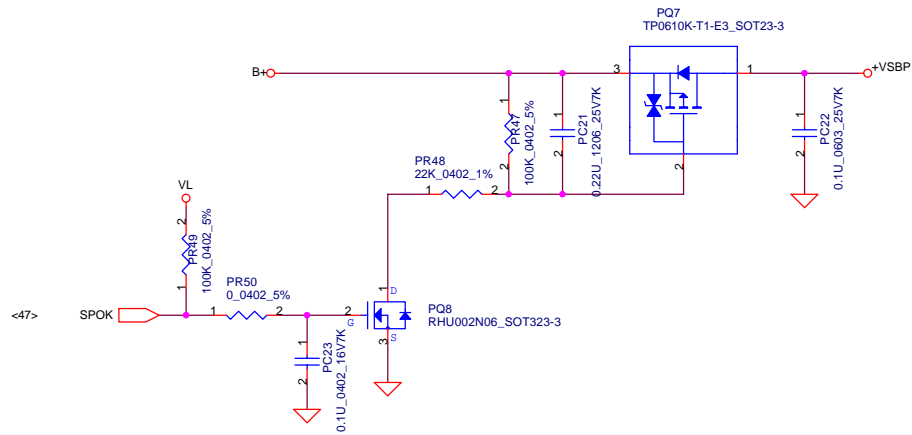 PQ7
TP0610K-T1-E3_SOT23-3
B+
3
1
+VSBP
2
1
2
PR47
100K_0402_5%
1
2
PC21
0.22U_1206_25V7K
1
2
PC22
0.1U_0603_25V7K
PR48
22K_0402_1%
1
2
VL
2
1
PR49
100K_0402_5%
PR50
0_0402_5%
<47>
SPOK
1
2
2
G
1
D
3
S
PQ8
RHU002N06_SOT323-3
1
2
PC23
0.1U_0402_16V7K